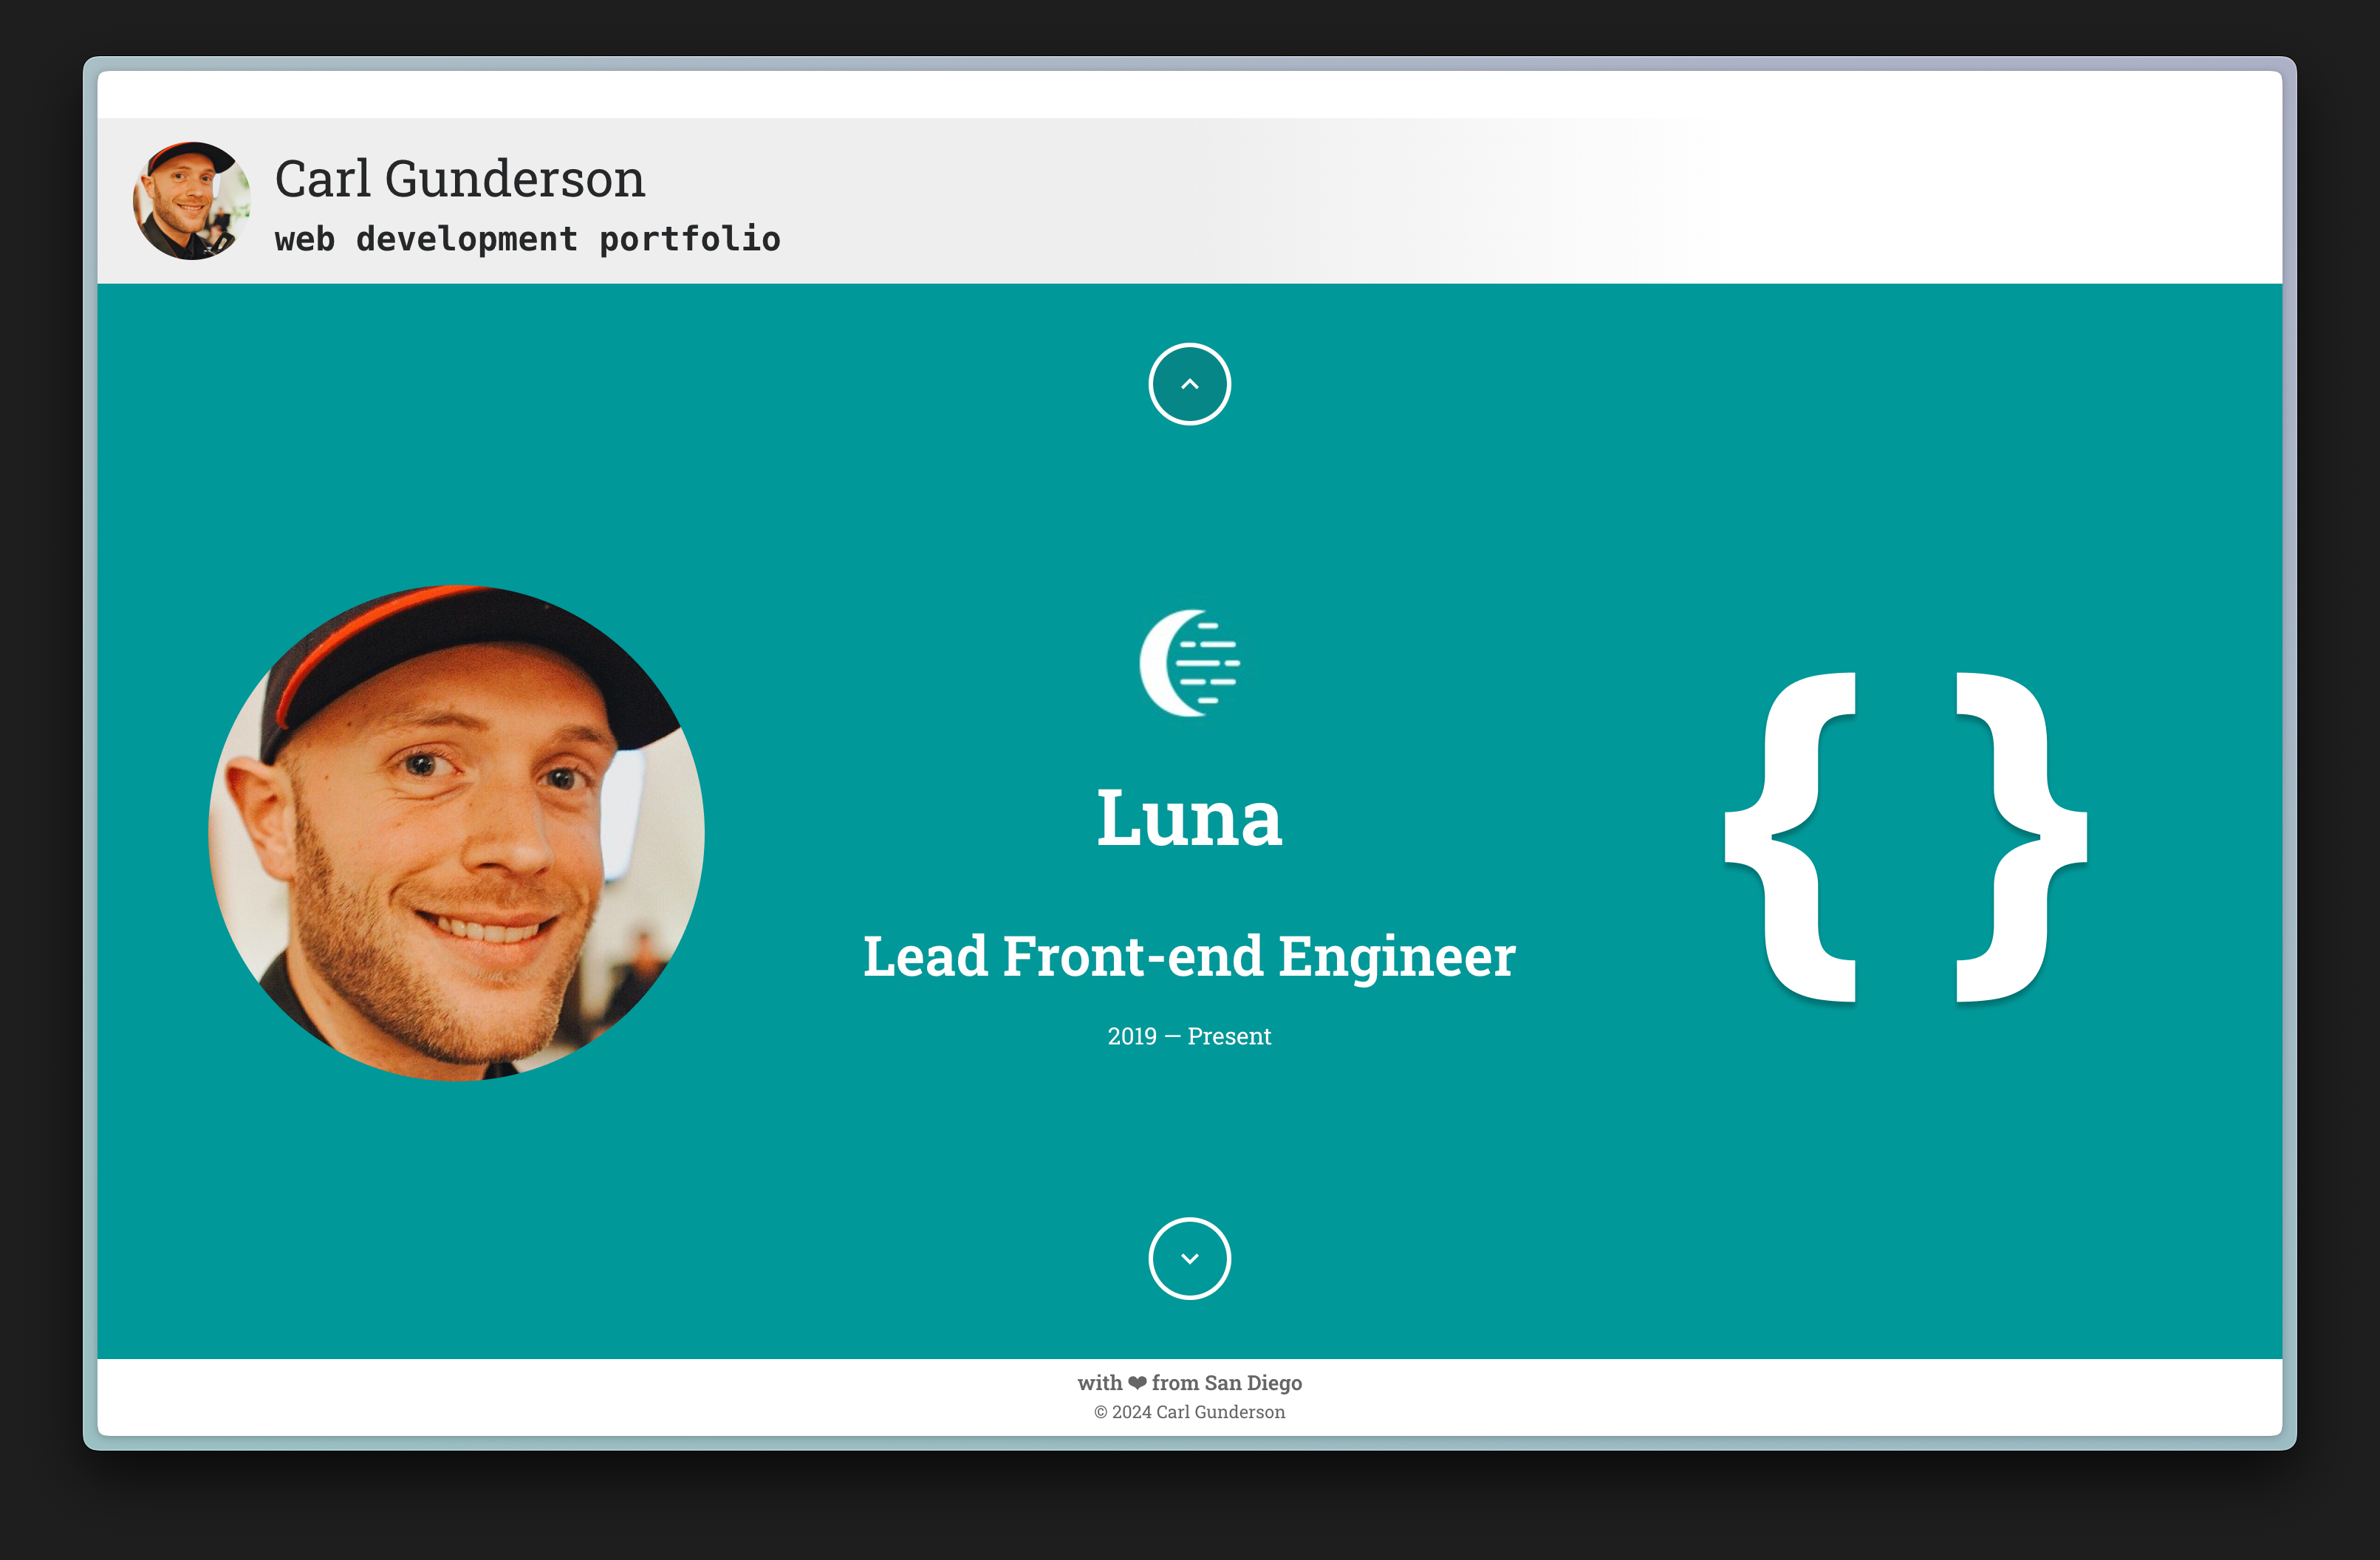 Carl Gunderson
web development portfolio
Luna
Lead Front-end Engineer
2019 — Present
{ }
with ❤ from San Diego
© 2024 Carl Gunderson